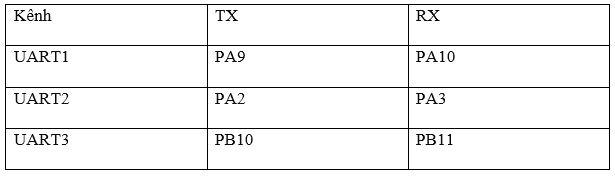 Kênh TX RX
UART1 PA9 PA10
UART2 PA2 PA3
UART3 PB10 PB11